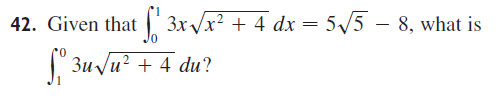 42. Given that ∫₀¹ 3x√(x² + 4) dx = 5√5 − 8, what is
∫₁⁰ 3u√(u² + 4) du?